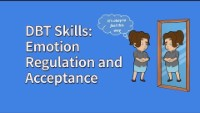 DBT Skills:
Emotion
Regulation and
Acceptance